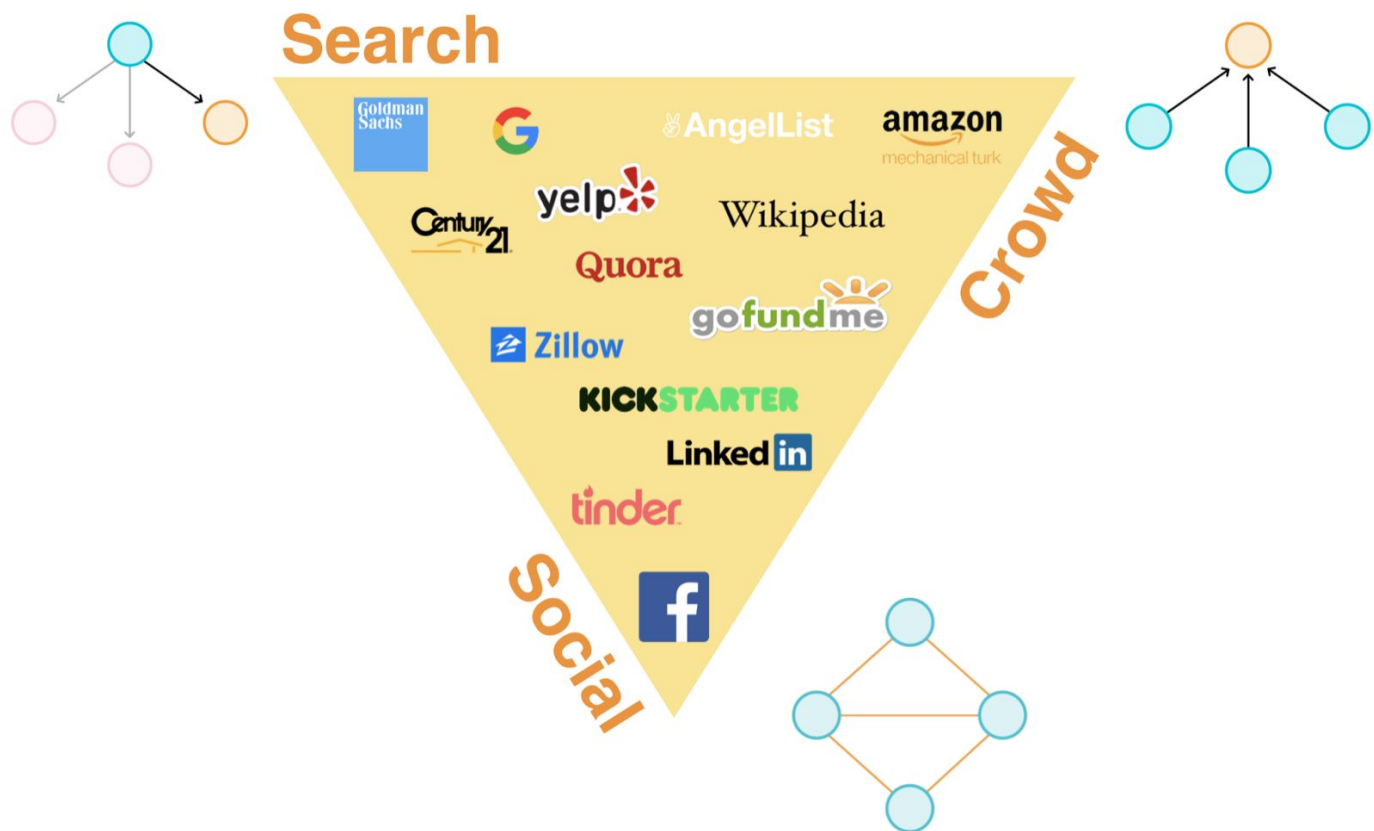 Search
Goldman
Sachs
G
AngelList
amazon
mechanical turk
Crowd
yelp
Wikipedia
Century 21
Quora
gofundme
Zillow
KICKSTARTER
Linked in
tinder
Social
f